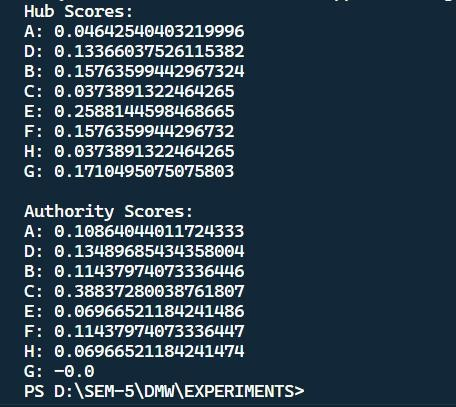 Hub Scores:
A: 0.04642540403219996
D: 0.13366037526115382
B: 0.15763599442967324
C: 0.0373891322464265
E: 0.2588144598468665
F: 0.1576359944296732
H: 0.0373891322464265
G: 0.1710495075075803
Authority Scores:
A: 0.10864044011724333
D: 0.13489685434358004
B: 0.11437974073336446
C: 0.38837280038761807
E: 0.06966521184241486
F: 0.11437974073336447
H: 0.06966521184241474
G: -0.0
PS D:\SEM-5\DMW\EXPERIMENTS>